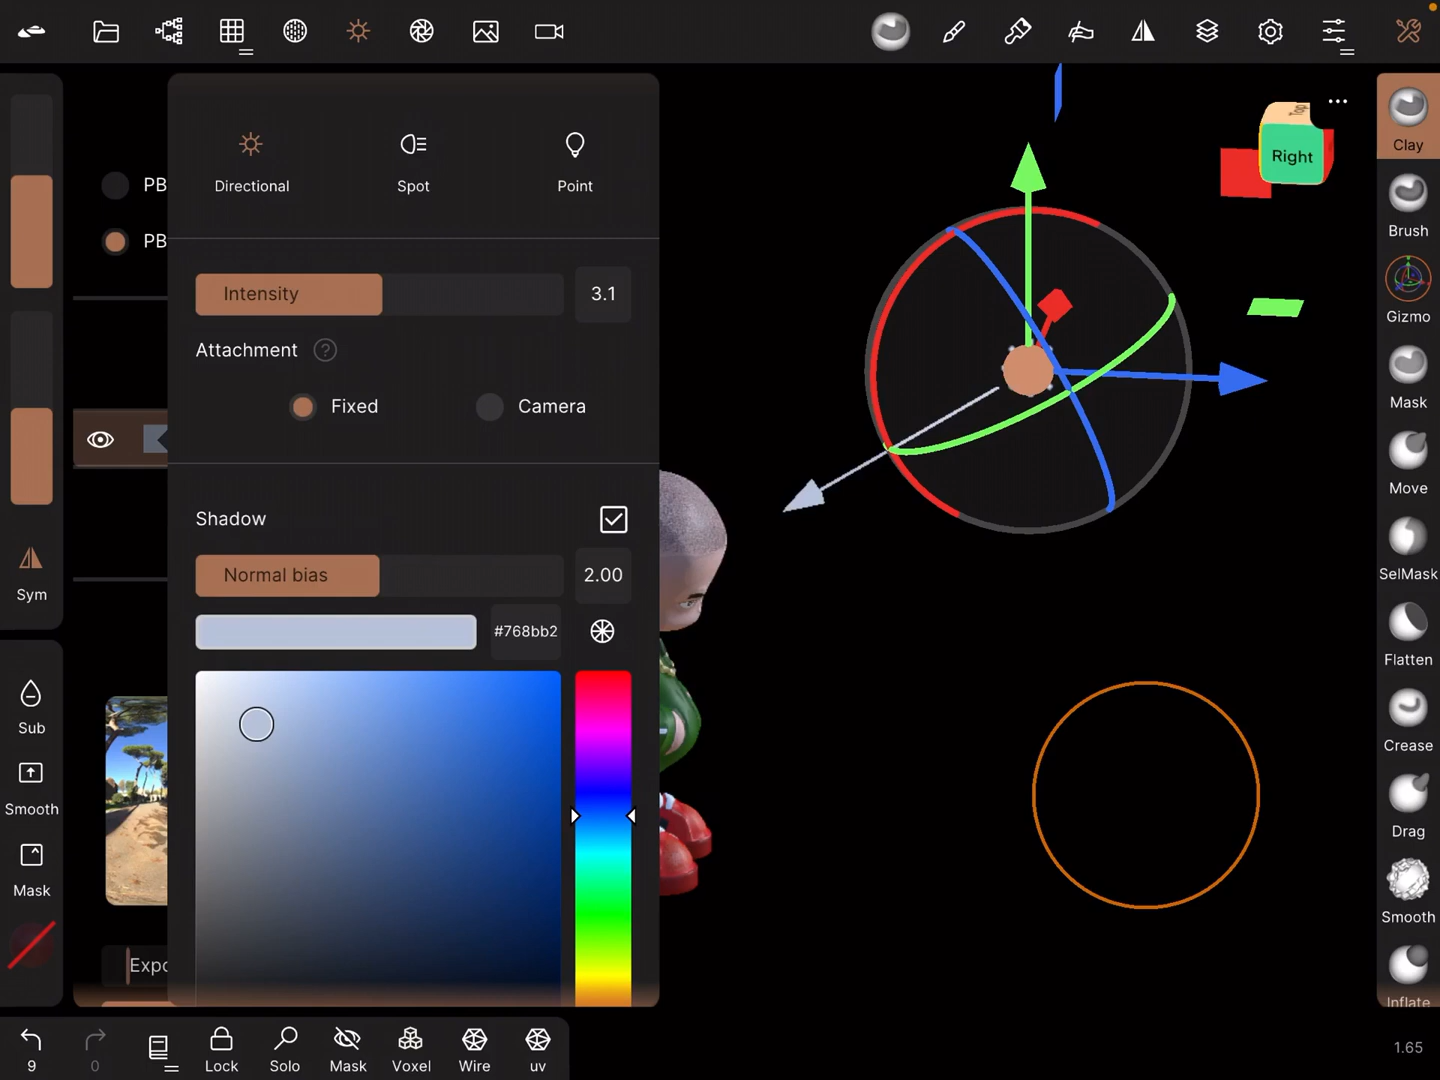 Directional
Spot
Point
PB
PB
Intensity
3.1
Attachment ?
Fixed
Camera
Shadow
Normal bias
2.00
#768bb2
Sym
Sub
Smooth
Mask
Expo
Right
Clay
Brush
Gizmo
Mask
Move
SelMask
Flatten
Crease
Drag
Smooth
Inflate
9
0
Lock
Solo
Mask
Voxel
Wire
uv
1.65